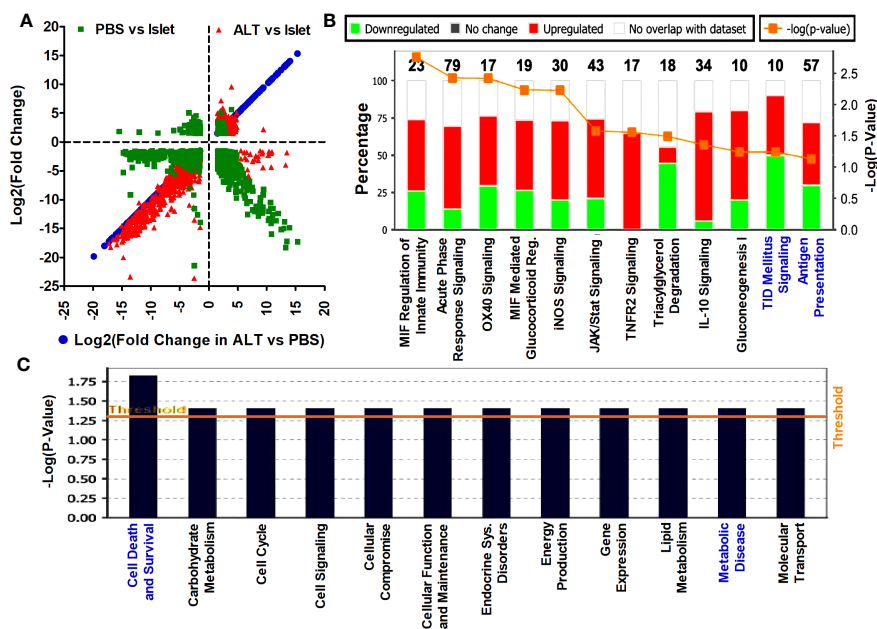 A
PBS vs Islet
ALT vs Islet
Log2(Fold Change)
20
15
10
5
0
-5
-10
-15
-20
-25
-25
-20
-15
-10
-5
0
5
10
15
20
Log2(Fold Change in ALT vs PBS)
B
Downregulated
No change
Upregulated
No overlap with dataset
-log(p-value)
23
79
17
19
30
43
17
18
34
10
10
57
Percentage
100
75
50
25
0
2.5
2.0
1.5
1.0
0.5
0.0
-Log(P-Value)
MIF Regulation of
Innate Immunity
Acute Phase
Response Signaling
OX40 Signaling
MIF Mediated
Glucocorticoid Reg.
iNOS Signaling
JAK/Stat Signaling
TNFR2 Signaling
Triacylglycerol
Degradation
IL-10 Signaling
Gluconeogenesis I
TID Mellitus
Signaling
Antigen
Presentation
C
-Log(P-Value)
1.75
1.50
1.25
1.00
0.75
0.50
0.25
0.00
Threshold
Threshold
Cell Death
and Survival
Carbohydrate
Metabolism
Cell Cycle
Cell Signaling
Cellular
Compromise
Cellular Function
and Maintenance
Endocrine Sys.
Disorders
Energy
Production
Gene
Expression
Lipid
Metabolism
Metabolic
Disease
Molecular
Transport